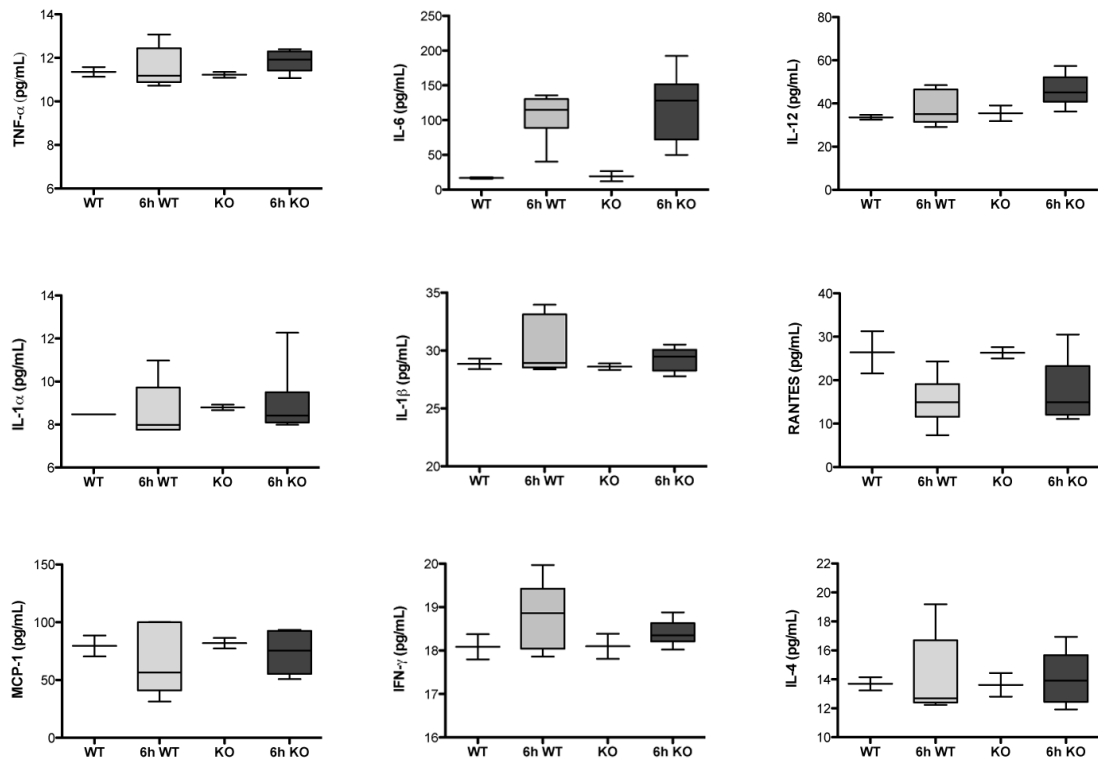 TNF-α (pg/mL)
14
12
10
8
6
WT 6h WT KO 6h KO
IL-6 (pg/mL)
250
200
150
100
50
0
WT 6h WT KO 6h KO
IL-12 (pg/mL)
80
60
40
20
0
WT 6h WT KO 6h KO
IL-1α (pg/mL)
14
12
10
8
6
WT 6h WT KO 6h KO
IL-1β (pg/mL)
35
30
25
20
WT 6h WT KO 6h KO
RANTES (pg/mL)
40
30
20
10
0
WT 6h WT KO 6h KO
MCP-1 (pg/mL)
150
100
50
0
WT 6h WT KO 6h KO
IFN-γ (pg/mL)
20
19
18
17
16
WT 6h WT KO 6h KO
IL-4 (pg/mL)
22
20
18
16
14
12
10
WT 6h WT KO 6h KO